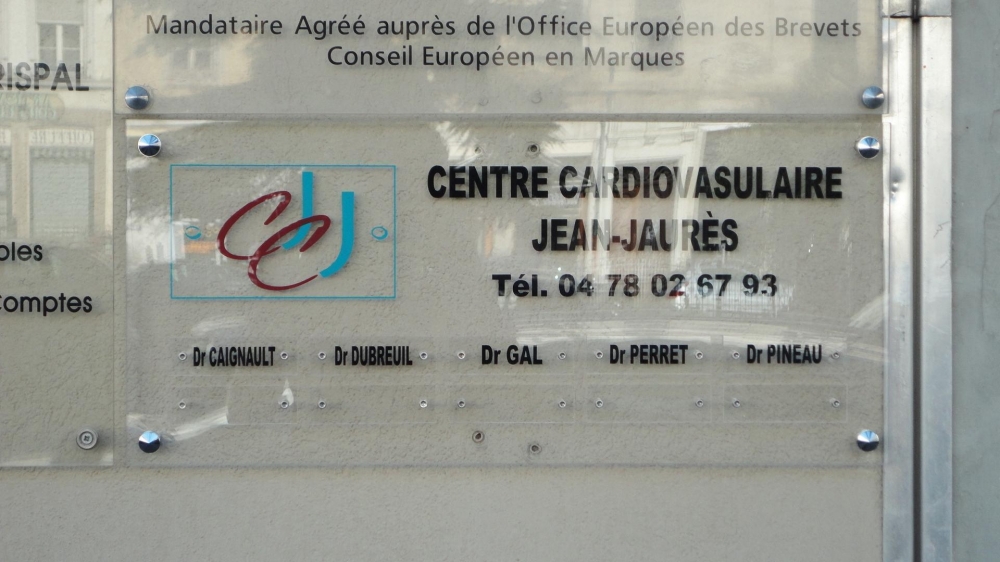 Mandataire Agréé auprès de l'Office Européen des Brevets
Conseil Européen en Marques
RISPAL
CCJ
CENTRE CARDIOVASULAIRE
JEAN-JAURÈS
Tél. 04 78 02 67 93
oles
Comptes
Dr CAIGNAULT
Dr DUBREUIL
Dr GAL
Dr PERRET
Dr PINEAU